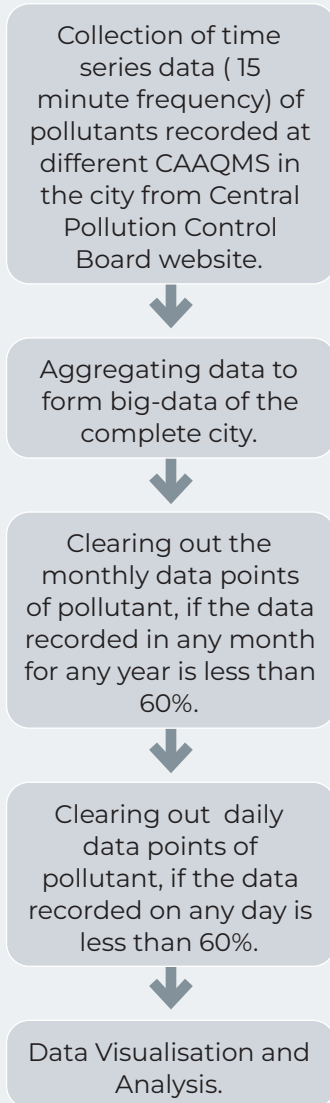 Collection of time
series data ( 15
minute frequency) of
pollutants recorded at
different CAAQMS in
the city from Central
Pollution Control
Board website.
Aggregating data to
form big-data of the
complete city.
Clearing out the
monthly data points
of pollutant, if the data
recorded in any month
for any year is less than
60%.
Clearing out  daily
data points of
pollutant, if the data
recorded on any day is
less than 60%.
Data Visualisation and
Analysis.